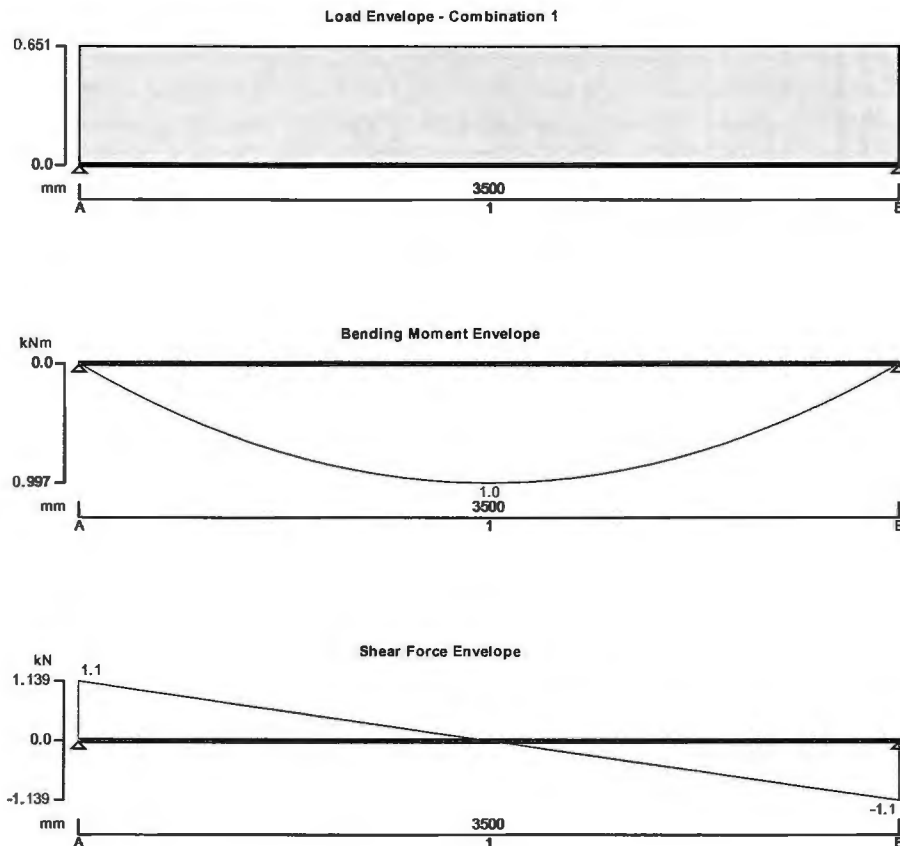 Load Envelope - Combination 1
0.651
0.0
mm
3500
A
1
B
Bending Moment Envelope
kNm
0.0
0.997
1.0
mm
3500
A
1
B
Shear Force Envelope
kN
1.139
1.1
0.0
-1.139
-1.1
mm
3500
A
1
B